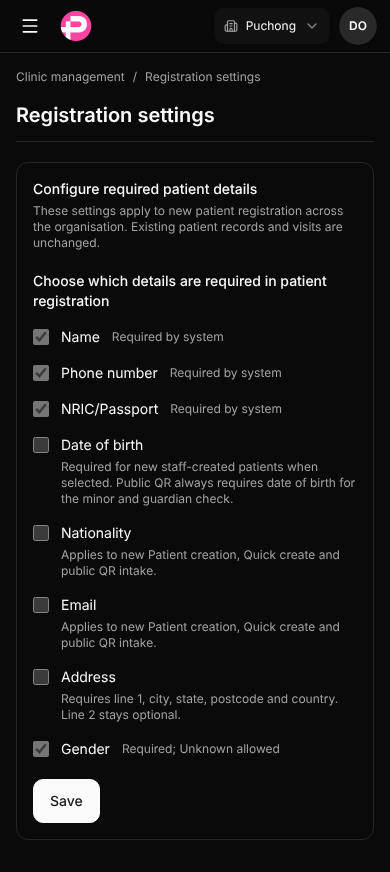 Puchong
DO
Clinic management / Registration settings
Registration settings
Configure required patient details
These settings apply to new patient registration across
the organisation. Existing patient records and visits are
unchanged.
Choose which details are required in patient
registration
Name Required by system
Phone number Required by system
NRIC/Passport Required by system
Date of birth
Required for new staff-created patients when
selected. Public QR always requires date of birth for
the minor and guardian check.
Nationality
Applies to new Patient creation, Quick create and
public QR intake.
Email
Applies to new Patient creation, Quick create and
public QR intake.
Address
Requires line 1, city, state, postcode and country.
Line 2 stays optional.
Gender Required; Unknown allowed
Save